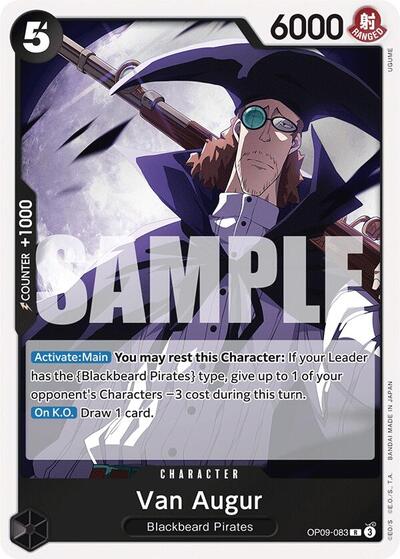 5
6000
射
RANGED
UGUME
COUNTER +1000
SAMPLE
Activate:Main You may rest this Character: If your Leader
has the {Blackbeard Pirates} type, give up to 1 of your
opponent's Characters −3 cost during this turn.
On K.O. Draw 1 card.
CHARACTER
Van Augur
Blackbeard Pirates
OP09-083 R 3
©E.O/S ©E.O./S., T.A. BANDAI MADE IN JAPAN